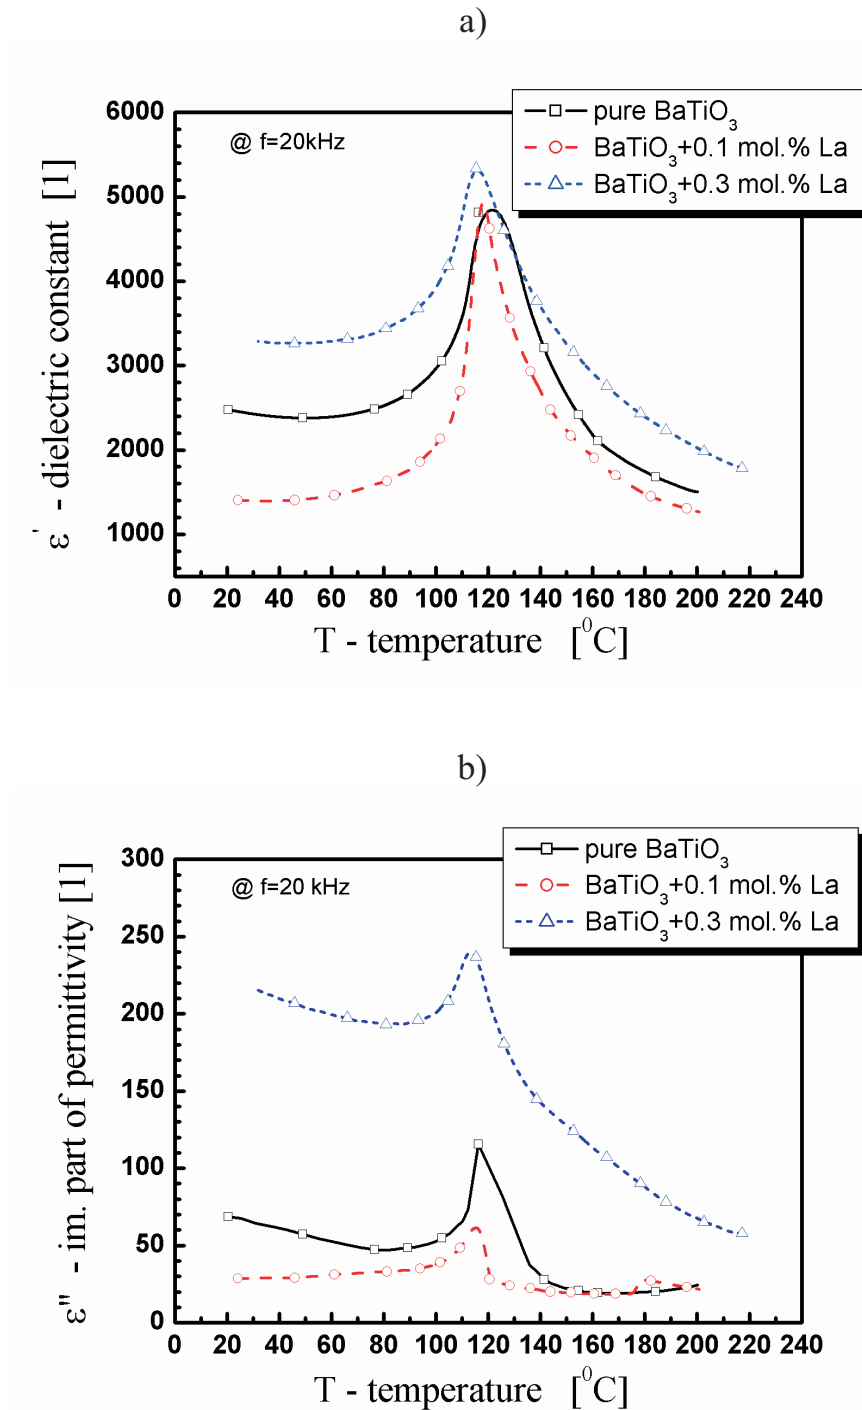 a)
6000
5000
4000
3000
2000
1000
ε' - dielectric constant [1]
@ f=20kHz
pure BaTiO₃
BaTiO₃+0.1 mol.% La
BaTiO₃+0.3 mol.% La
0 20 40 60 80 100 120 140 160 180 200 220 240
T - temperature [⁰C]
b)
300
250
200
150
100
50
0
ε" - im. part of permittivity [1]
@ f=20 kHz
pure BaTiO₃
BaTiO₃+0.1 mol.% La
BaTiO₃+0.3 mol.% La
0 20 40 60 80 100 120 140 160 180 200 220 240
T - temperature [⁰C]